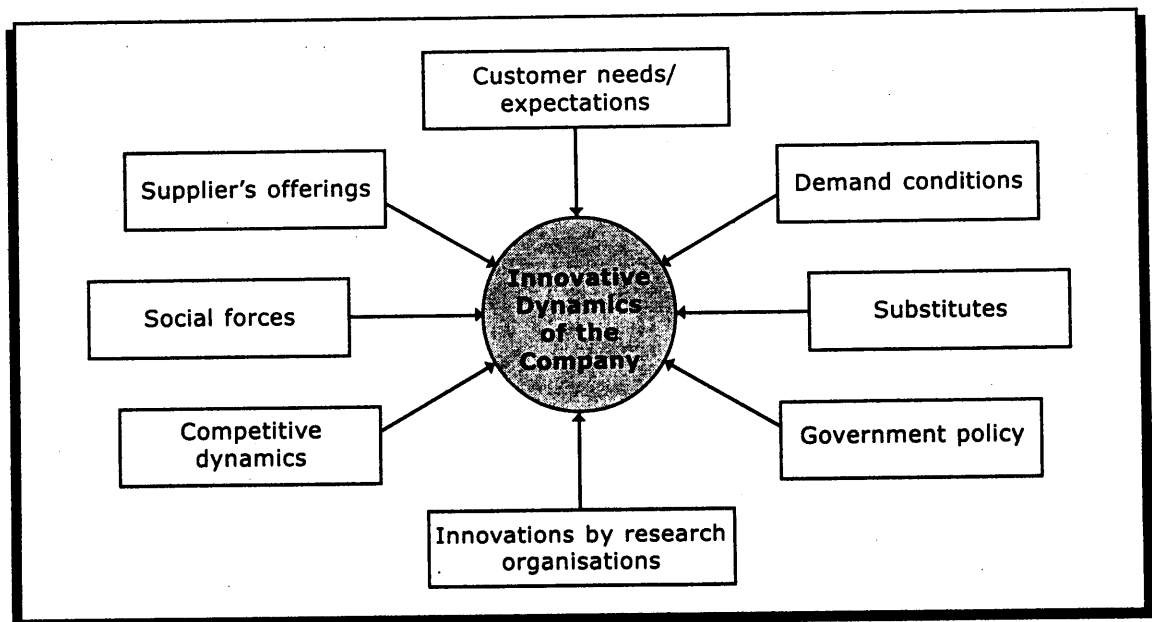 Customer needs/
expectations
Supplier's offerings
Demand conditions
Innovative
Dynamics
of the
Company
Social forces
Substitutes
Competitive
dynamics
Government policy
Innovations by research
organisations